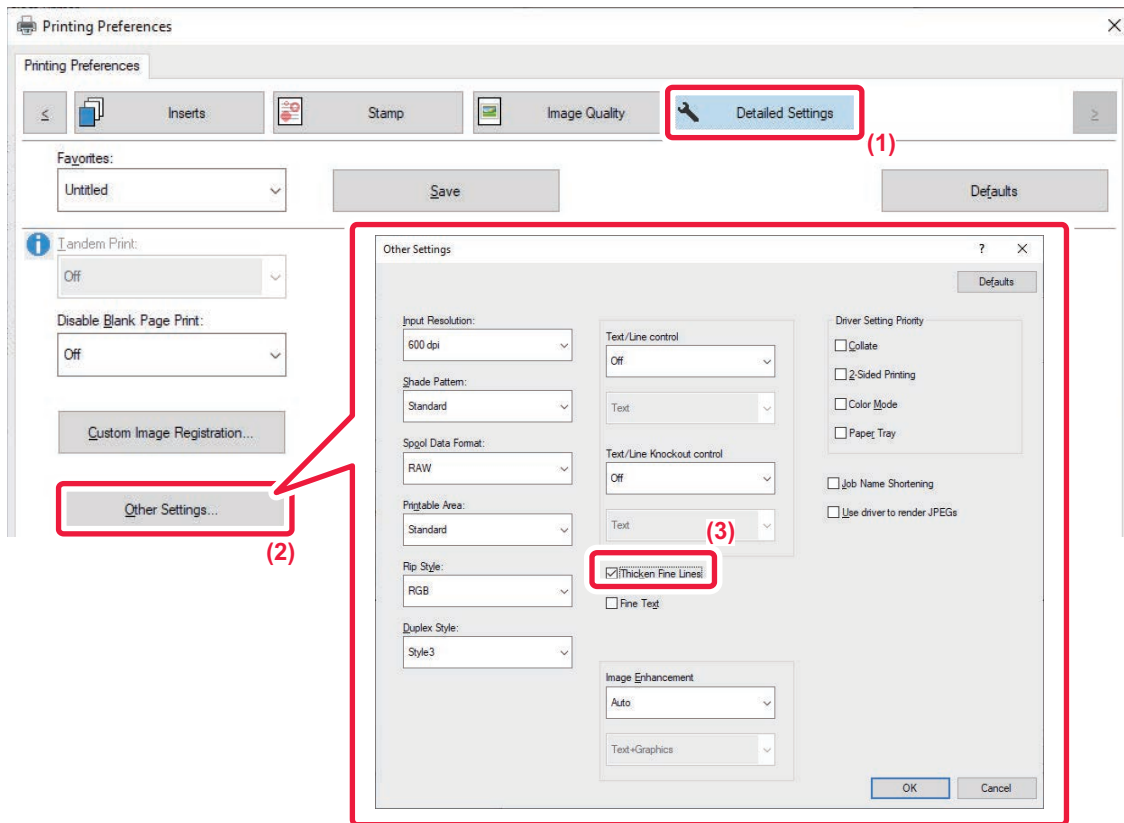 Printing Preferences
Printing Preferences
≤ Inserts Stamp Image Quality Detailed Settings ≥
(1)
Favorites:
Untitled Save Defaults
Tandem Print:
Off
Disable Blank Page Print:
Off
Custom Image Registration...
Other Settings...
(2)
Other Settings ?
Defaults
Input Resolution:
600 dpi
Shade Pattern:
Standard
Spool Data Format:
RAW
Printable Area:
Standard
Rip Style:
RGB
Duplex Style:
Style3
Text/Line control
Off
Text
Text/Line Knockout control
Off
Text
(3)
Thicken Fine Lines
Fine Text
Image Enhancement
Auto
Text+Graphics
Driver Setting Priority
Collate
2-Sided Printing
Color Mode
Paper Tray
Job Name Shortening
Use driver to render JPEGs
OK Cancel